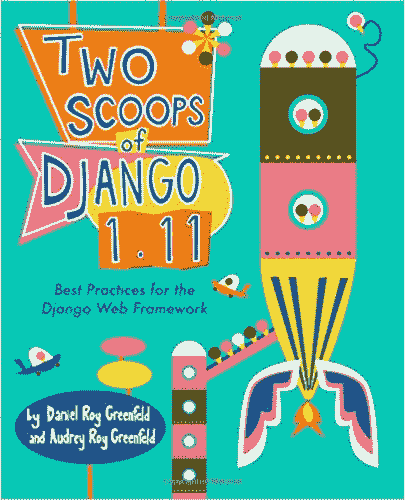 TWO
SCOOPS
of
DJANGO
1.11
Best Practices for the
Django Web Framework
by Daniel Roy Greenfeld
and Audrey Roy Greenfeld